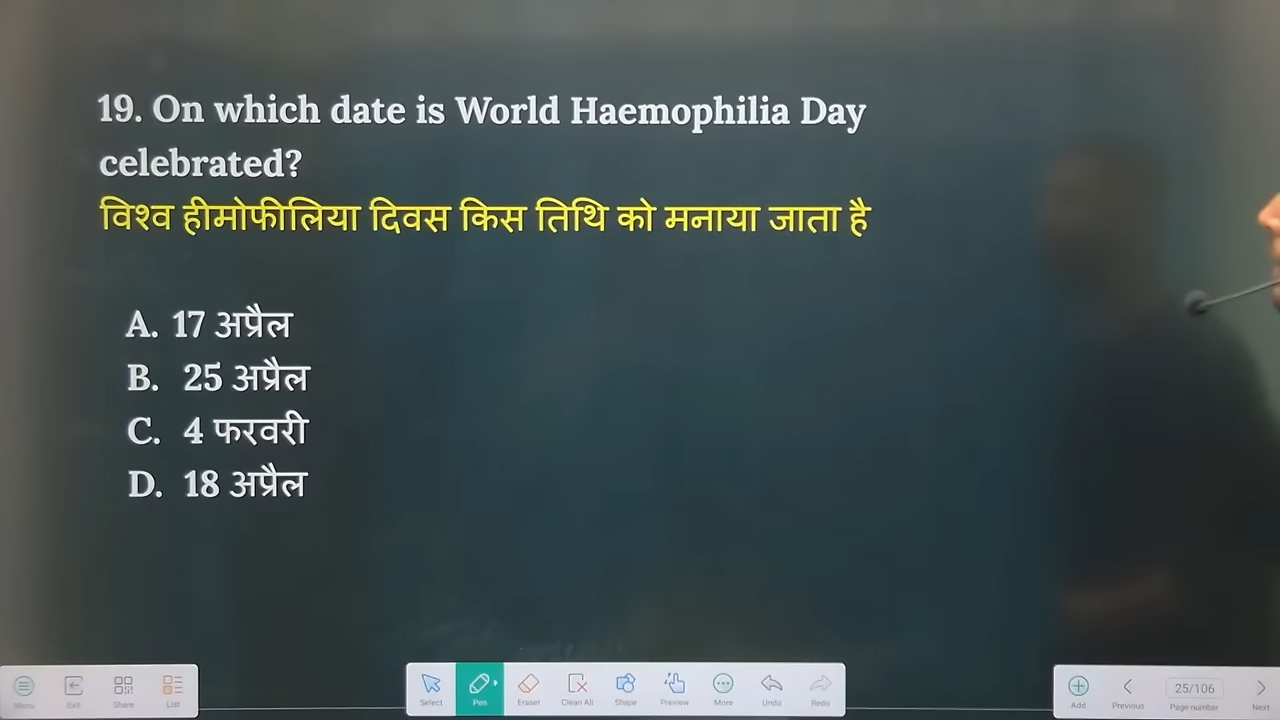 19. On which date is World Haemophilia Day
celebrated?
विश्व हीमोफीलिया दिवस किस तिथि को मनाया जाता है
A. 17 अप्रैल
B. 25 अप्रैल
C. 4 फरवरी
D. 18 अप्रैल
Menu Exit Share List Select Pen Eraser Clean All Shape Preview More Undo Redo Add Previous 25/106 Page number Next